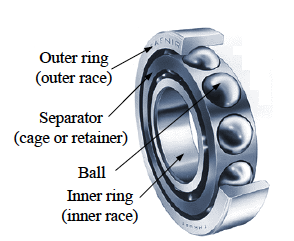 Outer ring
(outer race)
Separator
(cage or retainer)
Ball
Inner ring
(inner race)